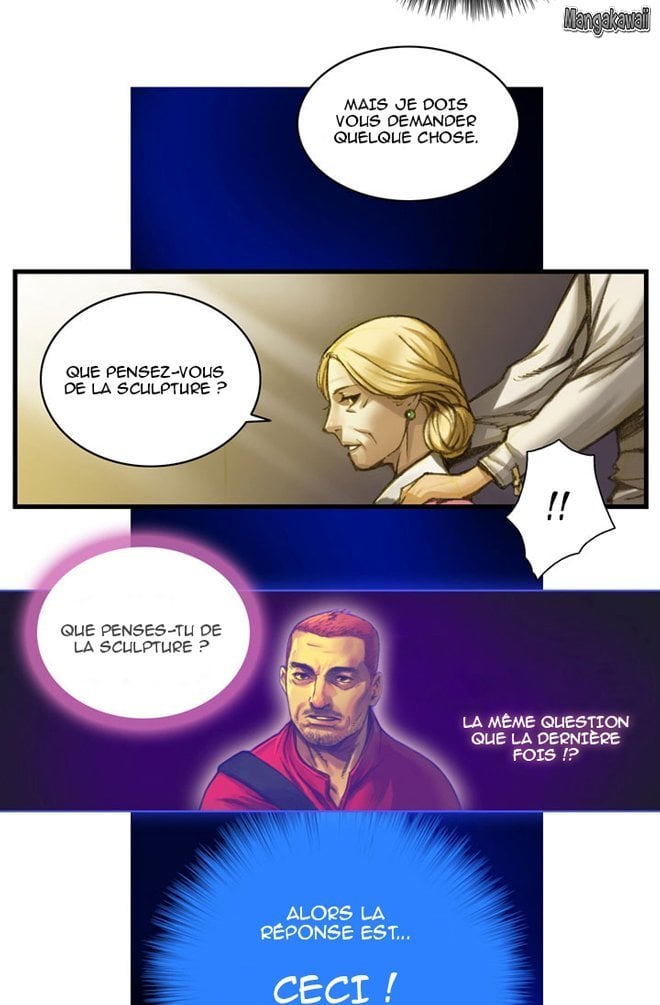 Mangakawaii
MAIS JE DOIS
VOUS DEMANDER
QUELQUE CHOSE.
QUE PENSEZ-VOUS
DE LA SCULPTURE ?
!!
QUE PENSES-TU DE
LA SCULPTURE ?
LA MÊME QUESTION
QUE LA DERNIÈRE
FOIS !?
ALORS LA
RÉPONSE EST...
CECI !